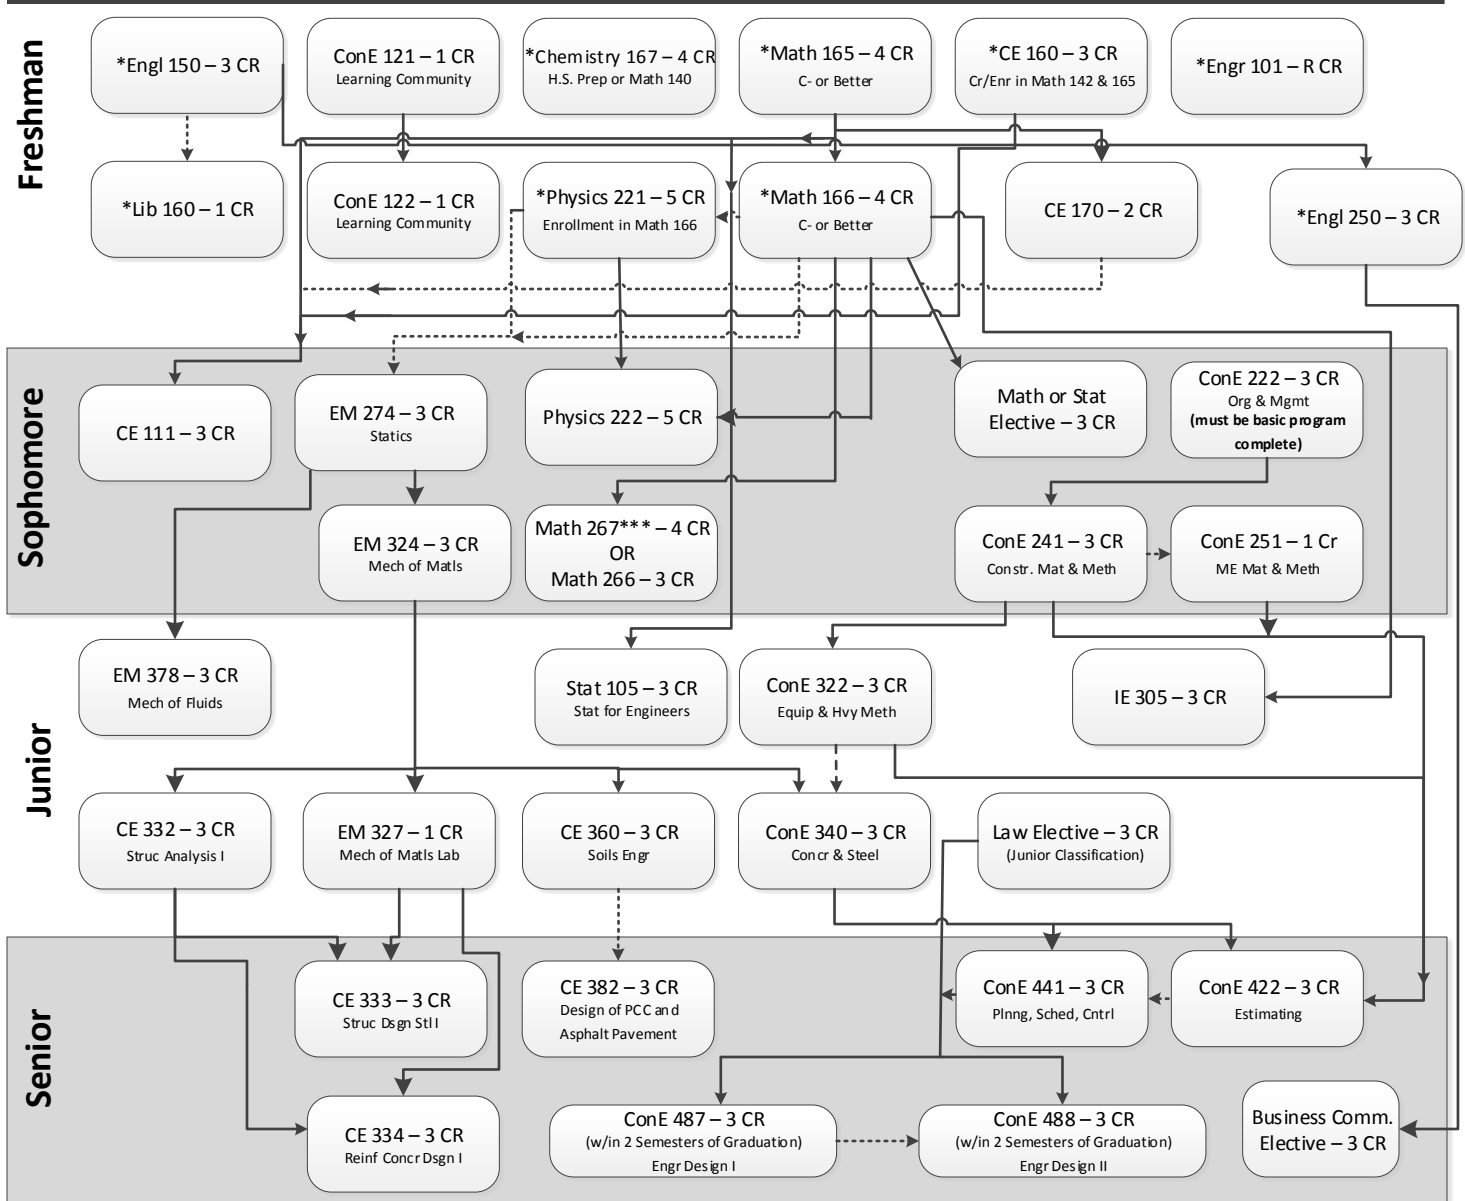 Freshman
*Engl 150 – 3 CR
ConE 121 – 1 CR
Learning Community
*Chemistry 167 – 4 CR
H.S. Prep or Math 140
*Math 165 – 4 CR
C- or Better
*CE 160 – 3 CR
Cr/Enr in Math 142 & 165
*Engr 101 – R CR
*Lib 160 – 1 CR
ConE 122 – 1 CR
Learning Community
*Physics 221 – 5 CR
Enrollment in Math 166
*Math 166 – 4 CR
C- or Better
CE 170 – 2 CR
*Engl 250 – 3 CR
Sophomore
CE 111 – 3 CR
EM 274 – 3 CR
Statics
Physics 222 – 5 CR
Math or Stat
Elective – 3 CR
ConE 222 – 3 CR
Org & Mgmt
(must be basic program
complete)
EM 324 – 3 CR
Mech of Matls
Math 267*** – 4 CR
OR
Math 266 – 3 CR
ConE 241 – 3 CR
Constr. Mat & Meth
ConE 251 – 1 Cr
ME Mat & Meth
Junior
EM 378 – 3 CR
Mech of Fluids
Stat 105 – 3 CR
Stat for Engineers
ConE 322 – 3 CR
Equip & Hvy Meth
IE 305 – 3 CR
CE 332 – 3 CR
Struc Analysis I
EM 327 – 1 CR
Mech of Matls Lab
CE 360 – 3 CR
Soils Engr
ConE 340 – 3 CR
Concr & Steel
Law Elective – 3 CR
(Junior Classification)
Senior
CE 333 – 3 CR
Struc Dsgn Stl I
CE 382 – 3 CR
Design of PCC and
Asphalt Pavement
ConE 441 – 3 CR
Plnng, Sched, Cntrl
ConE 422 – 3 CR
Estimating
CE 334 – 3 CR
Reinf Concr Dsgn I
ConE 487 – 3 CR
(w/in 2 Semesters of Graduation)
Engr Design I
ConE 488 – 3 CR
(w/in 2 Semesters of Graduation)
Engr Design II
Business Comm.
Elective – 3 CR